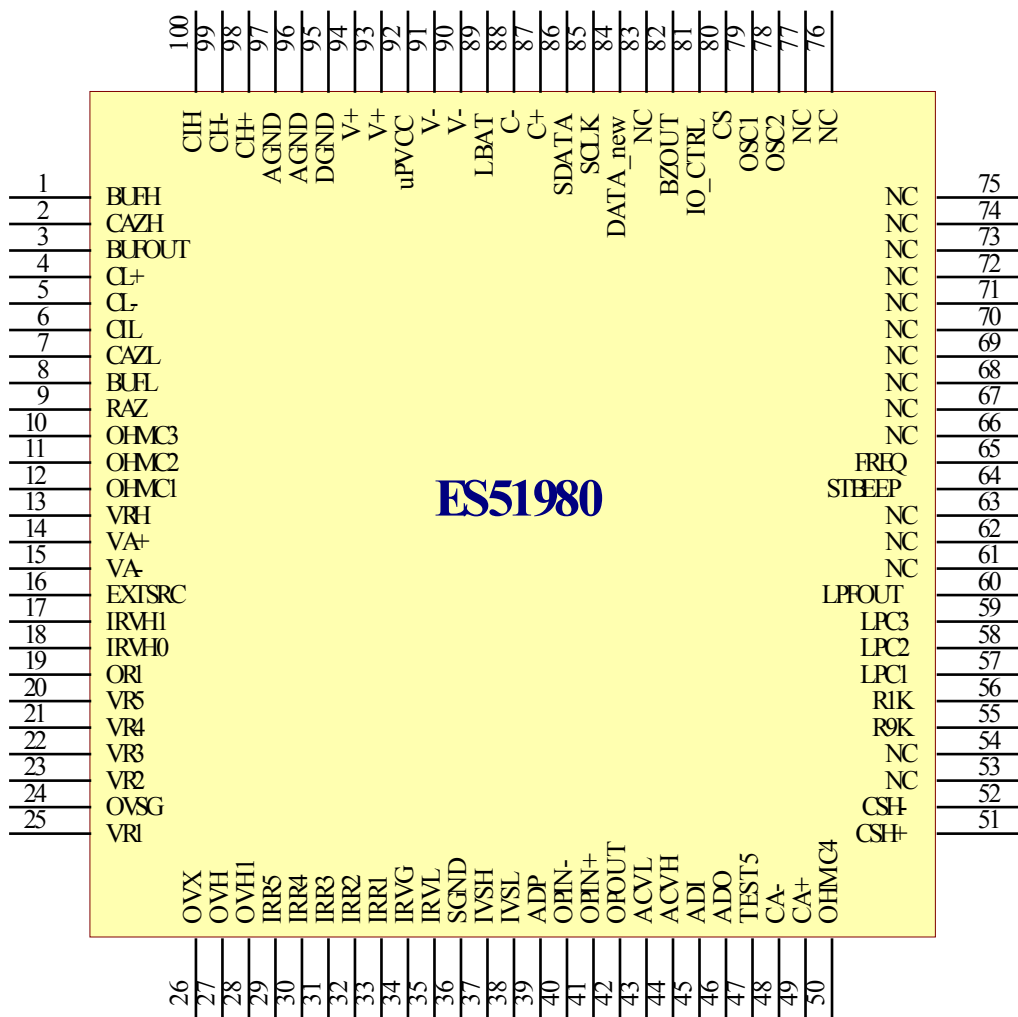 100 99 98 97 96 95 94 93 92 91 90 89 88 87 86 85 84 83 82 81 80 79 78 77 76
CIH CH- CH+ AGND AGND DGND V+ V+ uPVCC V- V- LBAT C- C+ SDATA SCLK DATA_new NC BZOUT IO_CTRL CS OSC1 OSC2 NC NC
1 BUFH NC 75
2 CAZH NC 74
3 BUFOUT NC 73
4 CL+ NC 72
5 CL- NC 71
6 CIL NC 70
7 CAZL NC 69
8 BUFL NC 68
9 RAZ NC 67
10 OHMC3 NC 66
11 OHMC2 FREQ 65
12 OHMC1 STBEEP 64
ES51980
13 VRH NC 63
14 VA+ NC 62
15 VA- NC 61
16 EXTSRC LPFOUT 60
17 IRVH1 LPC3 59
18 IRVH0 LPC2 58
19 OR1 LPC1 57
20 VR5 R1K 56
21 VR4 R9K 55
22 VR3 NC 54
23 VR2 NC 53
24 OVSG CSH- 52
25 VR1 CSH+ 51
OVX OVH OVH1 IRR5 IRR4 IRR3 IRR2 IRR1 IRVG IRVL SGND IVSH IVSL ADP OPIN- OPIN+ OPOUT ACVL ACVH ADI ADO TEST5 CA- CA+ OHMC4
26 27 28 29 30 31 32 33 34 35 36 37 38 39 40 41 42 43 44 45 46 47 48 49 50